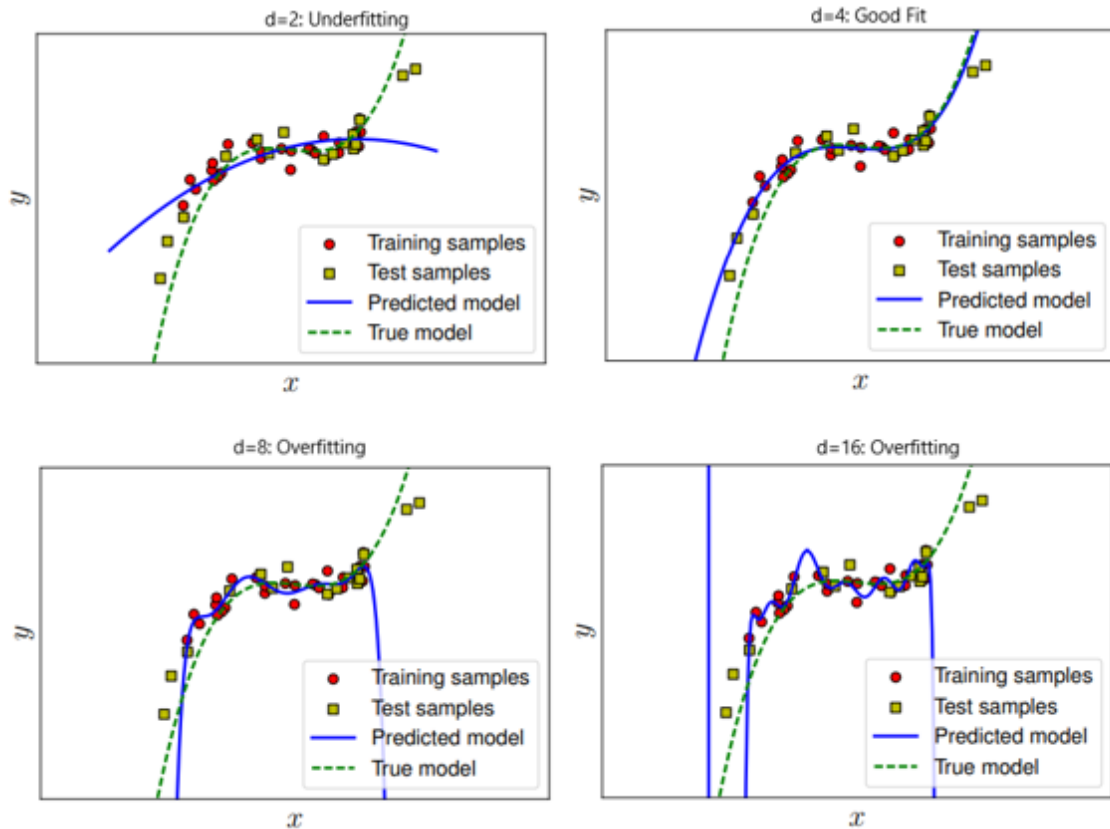 d=2: Underfitting
y
Training samples
Test samples
Predicted model
True model
x
d=4: Good Fit
y
Training samples
Test samples
Predicted model
True model
x
d=8: Overfitting
y
Training samples
Test samples
Predicted model
True model
x
d=16: Overfitting
y
Training samples
Test samples
Predicted model
True model
x